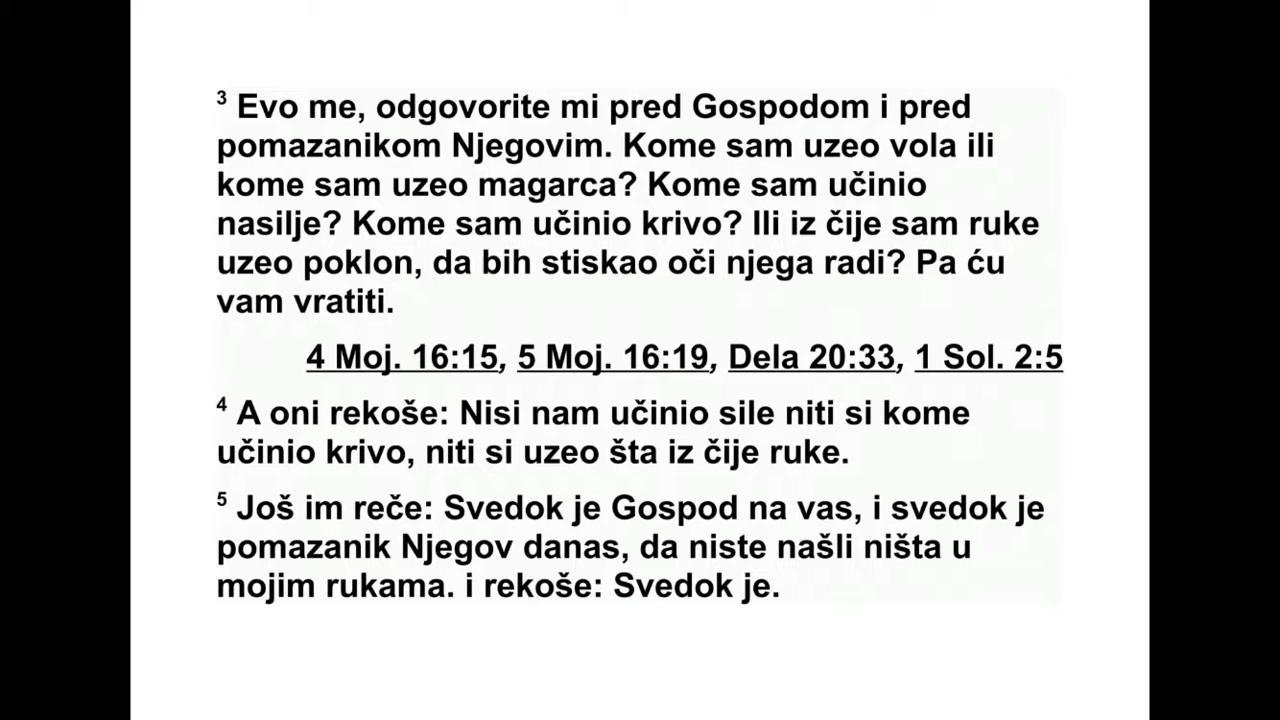 3 Evo me, odgovorite mi pred Gospodom i pred
pomazanikom Njegovim. Kome sam uzeo vola ili
kome sam uzeo magarca? Kome sam učinio
nasilje? Kome sam učinio krivo? Ili iz čije sam ruke
uzeo poklon, da bih stiskao oči njega radi? Pa ću
vam vratiti.
4 Moj. 16:15, 5 Moj. 16:19, Dela 20:33, 1 Sol. 2:5
4 A oni rekoše: Nisi nam učinio sile niti si kome
učinio krivo, niti si uzeo šta iz čije ruke.
5 Još im reče: Svedok je Gospod na vas, i svedok je
pomazanik Njegov danas, da niste našli ništa u
mojim rukama. i rekoše: Svedok je.